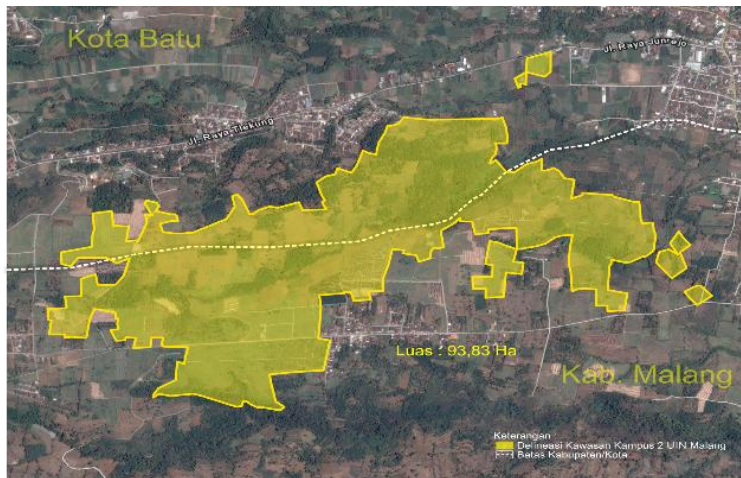 Kota Batu
Jl. Raya Junrejo
Jl. Raya Tlekung
Luas : 93,83 Ha
Kab. Malang
Keterangan
Delineasi Kawasan Kampus 2 UIN Malang
Batas Kabupaten/Kota